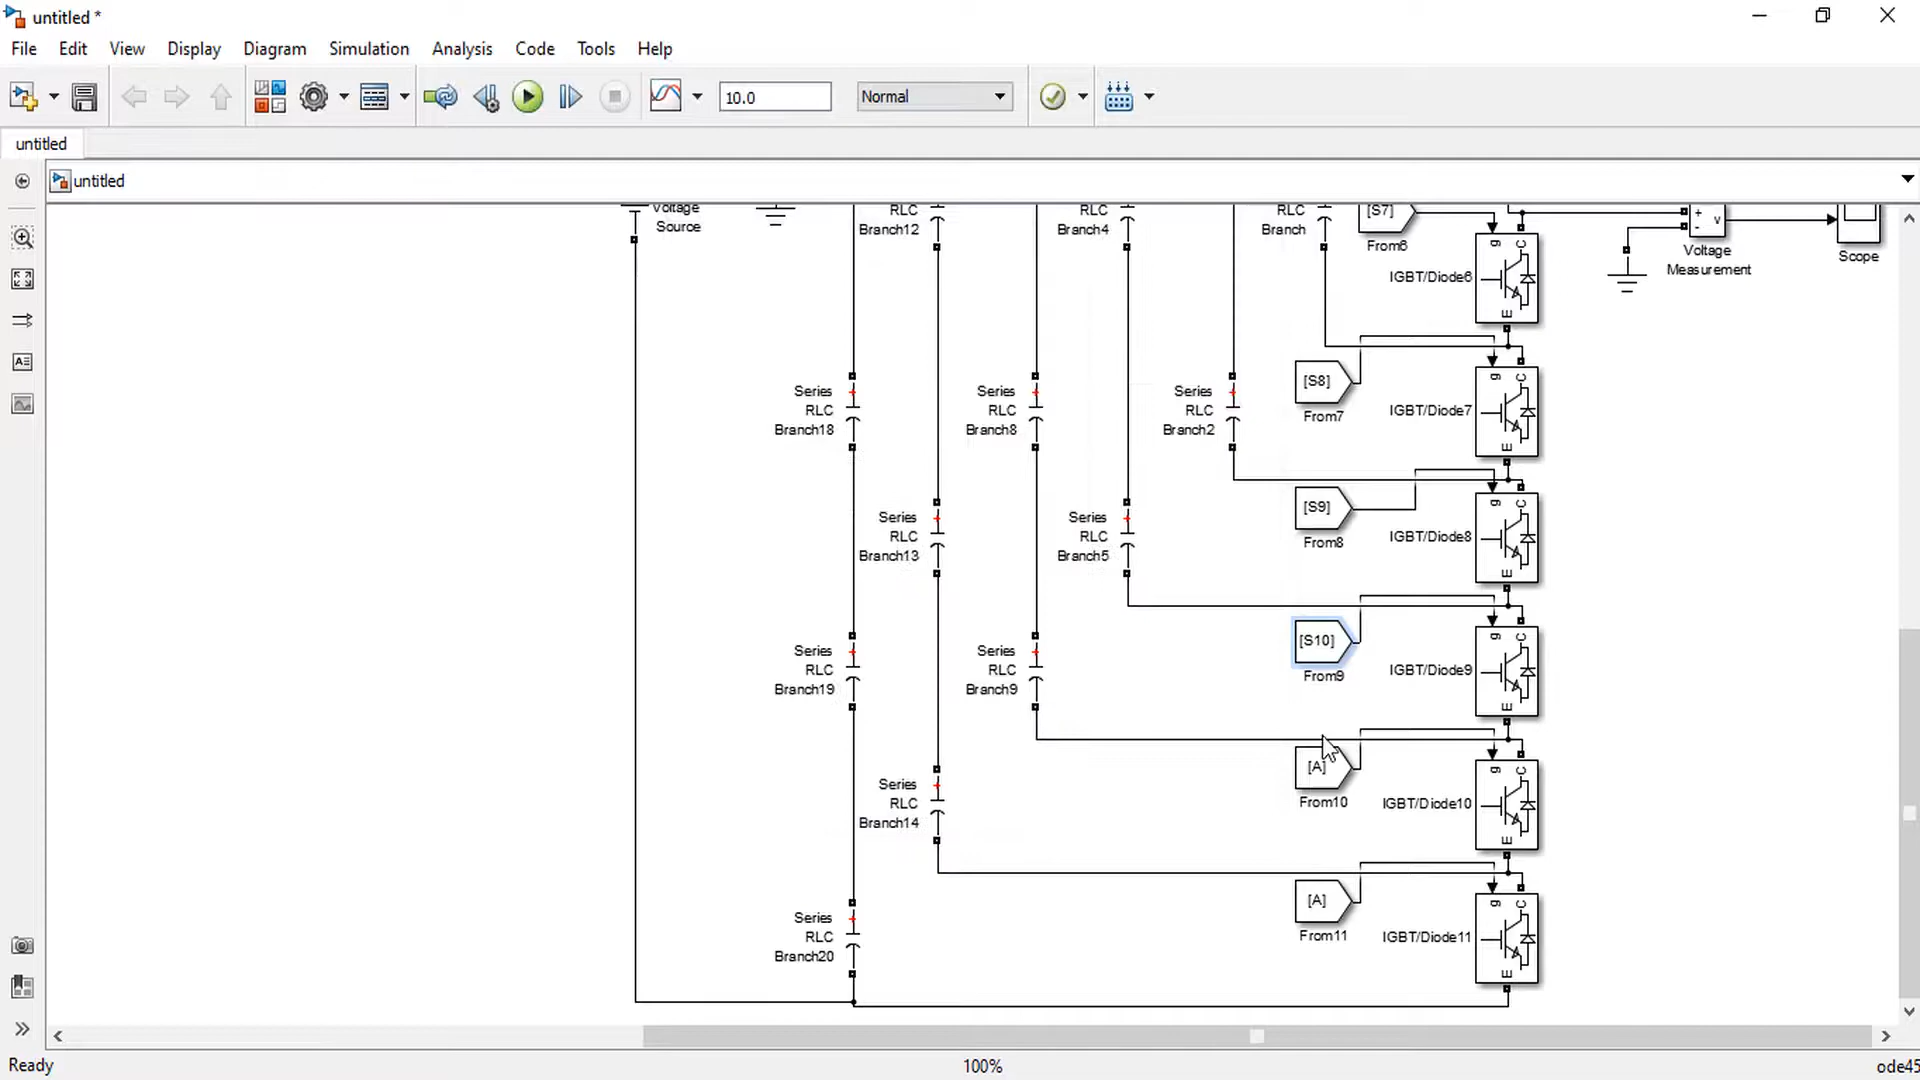 untitled *
File Edit View Display Diagram Simulation Analysis Code Tools Help
10.0
Normal
untitled
untitled
Voltage
Source
RLC
Branch12
RLC
Branch4
RLC
Branch
[S7]
From6
IGBT/Diode6
g C
E
+ v
-
Voltage
Measurement
Scope
Series
RLC
Branch18
Series
RLC
Branch8
Series
RLC
Branch2
[S8]
From7
IGBT/Diode7
g C
E
Series
RLC
Branch13
Series
RLC
Branch5
[S9]
From8
IGBT/Diode8
g C
E
Series
RLC
Branch19
Series
RLC
Branch9
[S10]
From9
IGBT/Diode9
g C
E
Series
RLC
Branch14
[A]
From10
IGBT/Diode10
g C
E
Series
RLC
Branch20
[A]
From11
IGBT/Diode11
g C
E
Ready
100%
ode45